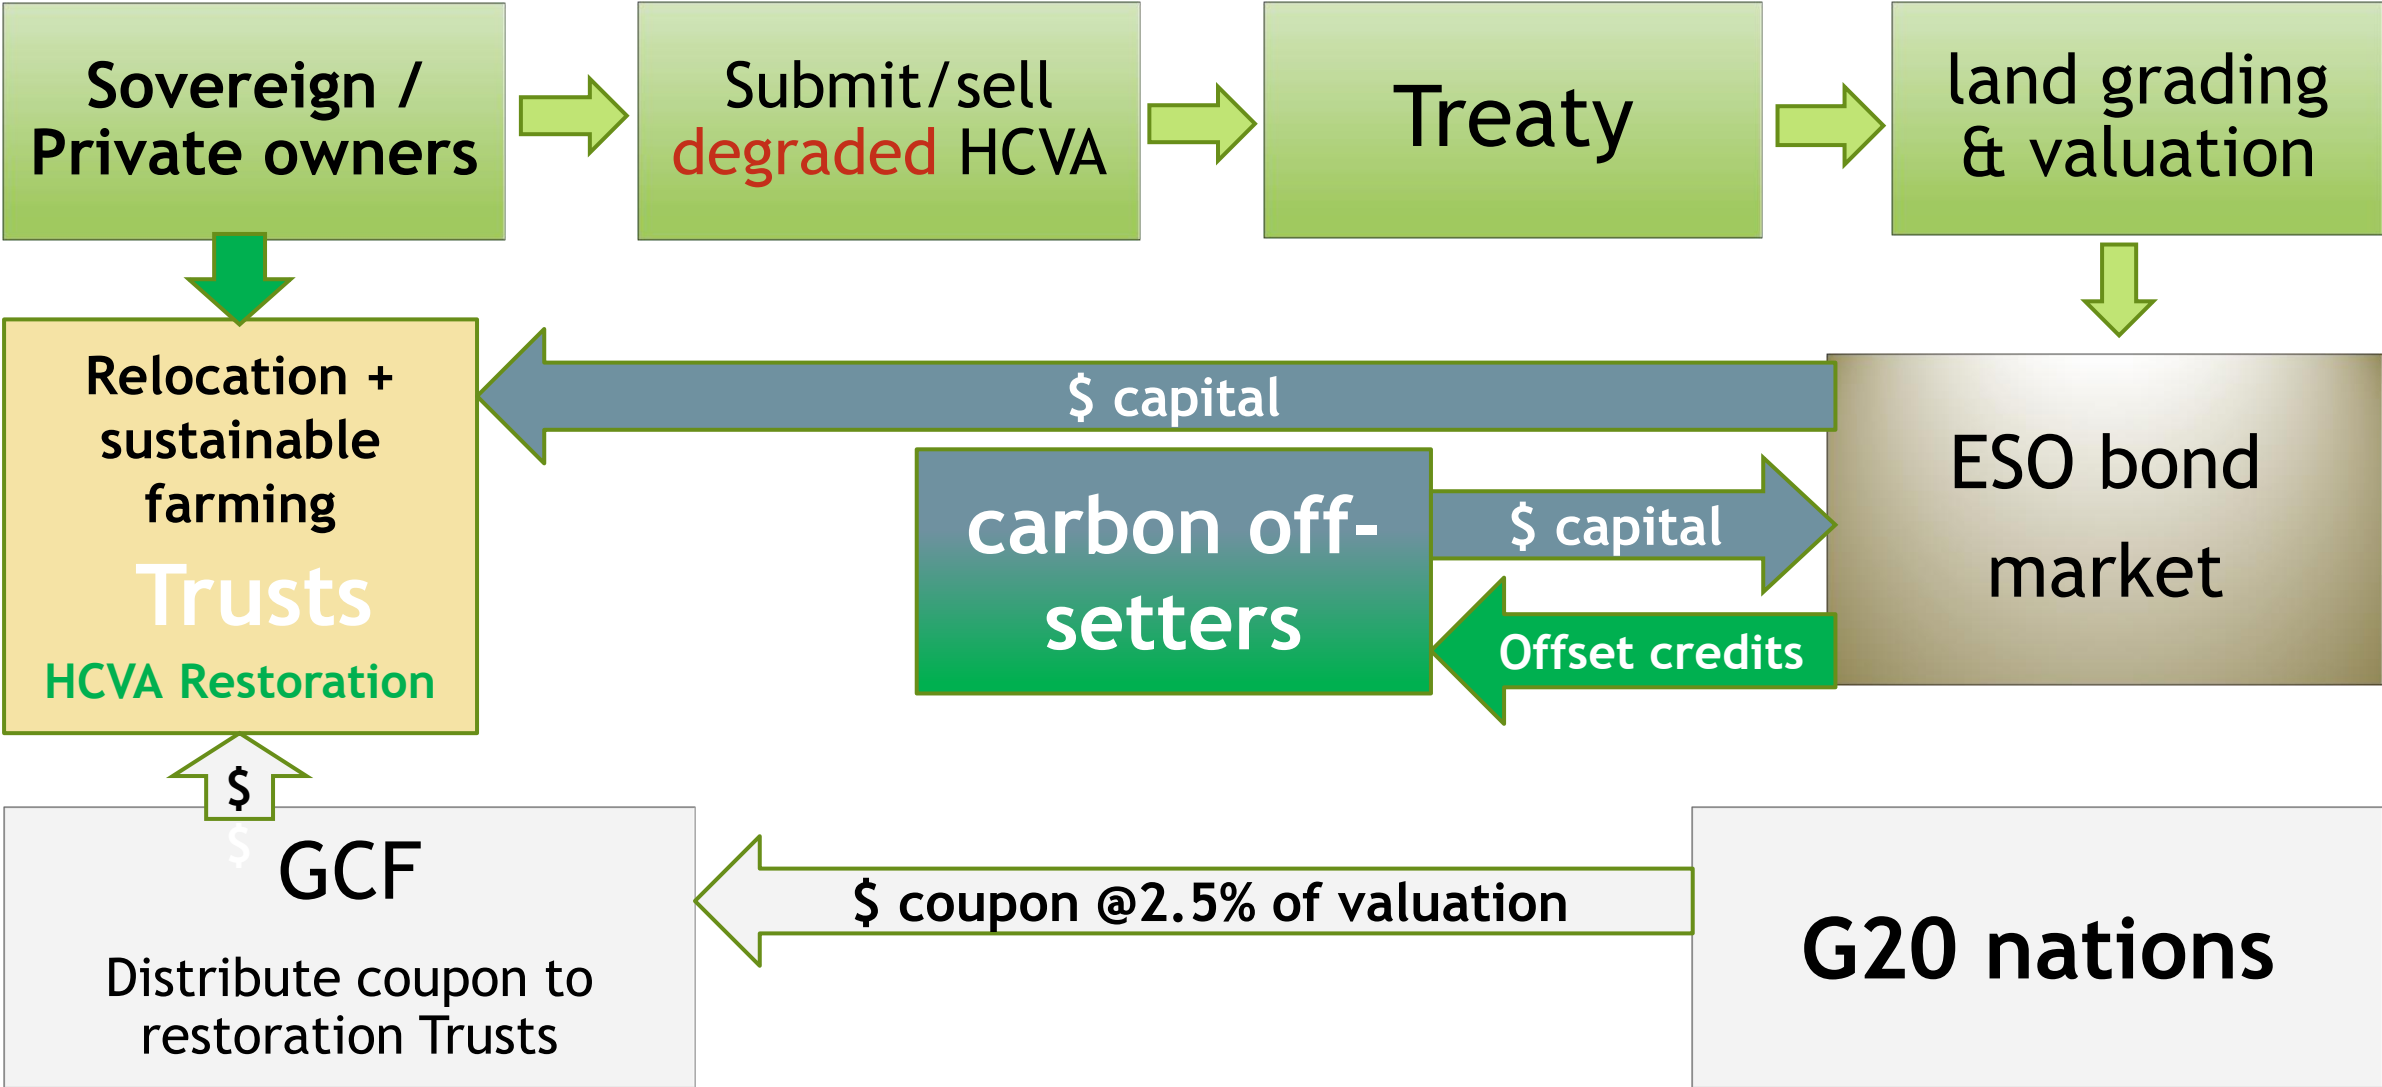 Sovereign /
Private owners
Submit/sell
degraded HCVA
Treaty
land grading
& valuation
Relocation +
sustainable
farming
Trusts
HCVA Restoration
$ capital
carbon off-
setters
$ capital
Offset credits
ESO bond
market
$
$
GCF
Distribute coupon to
restoration Trusts
$ coupon @2.5% of valuation
G20 nations